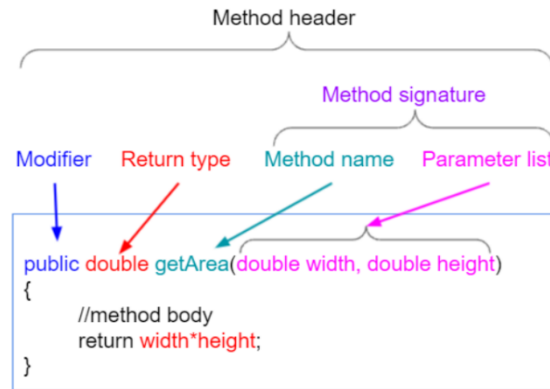 Method header
Method signature
Modifier Return type Method name Parameter list
public double getArea(double width, double height)
{
//method body
return width*height;
}